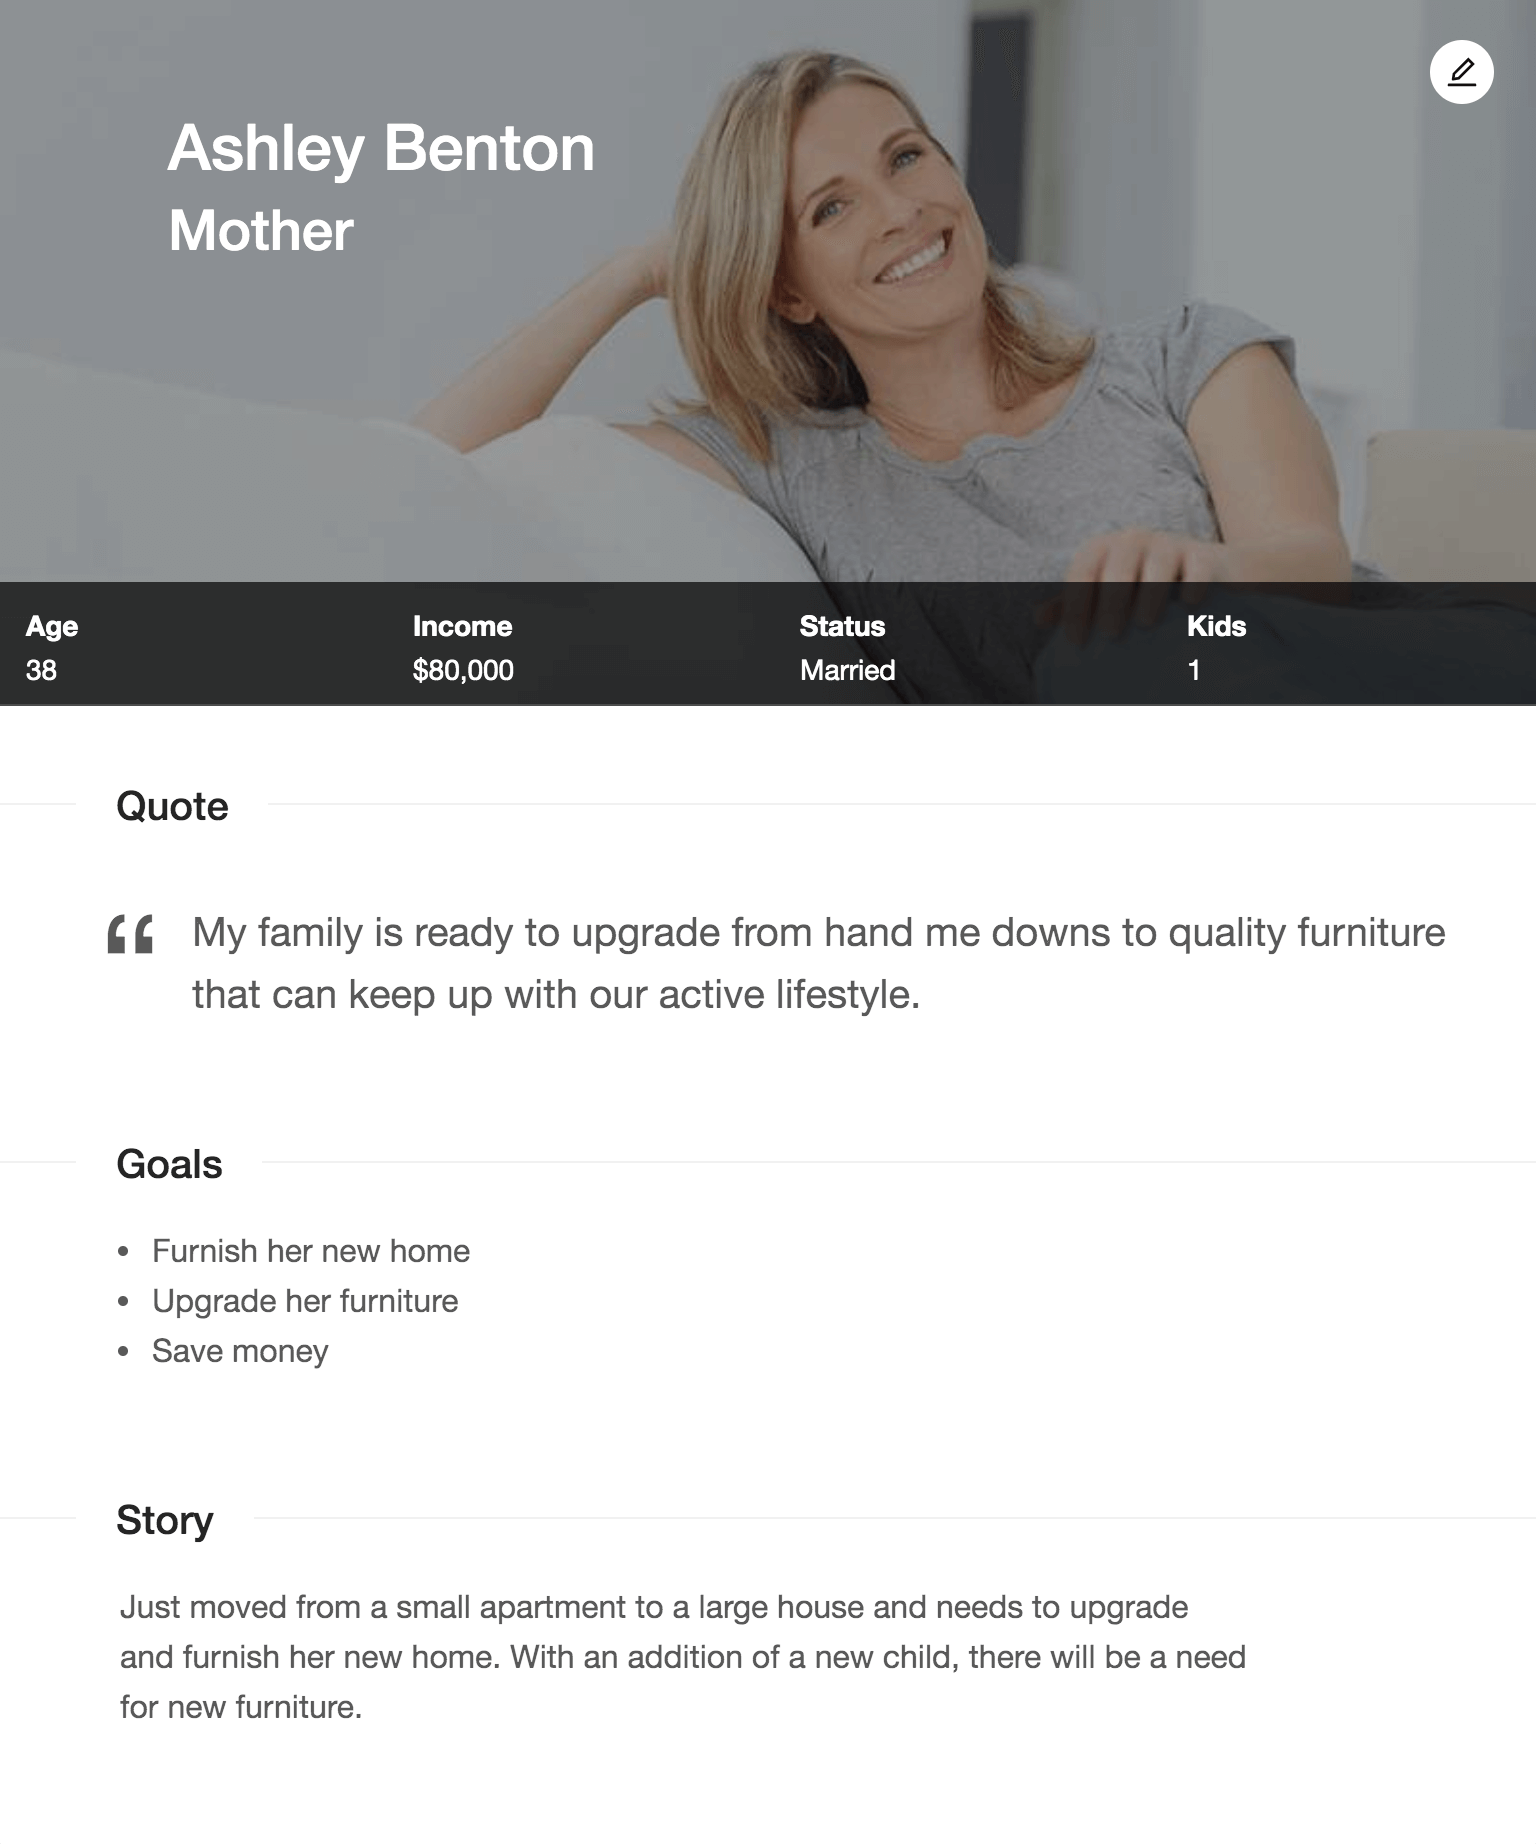 Ashley Benton
Mother
Age
38
Income
$80,000
Status
Married
Kids
1
Quote
“ My family is ready to upgrade from hand me downs to quality furniture
that can keep up with our active lifestyle.
Goals
• Furnish her new home
• Upgrade her furniture
• Save money
Story
Just moved from a small apartment to a large house and needs to upgrade
and furnish her new home. With an addition of a new child, there will be a need
for new furniture.